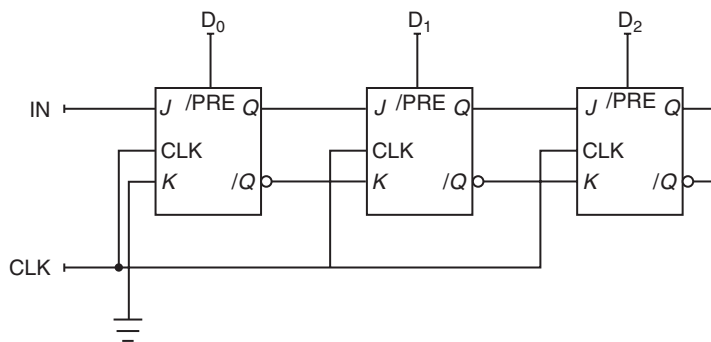 D0 D1 D2
IN J /PRE Q J /PRE Q J /PRE Q
CLK CLK CLK
K /Q K /Q K /Q
CLK